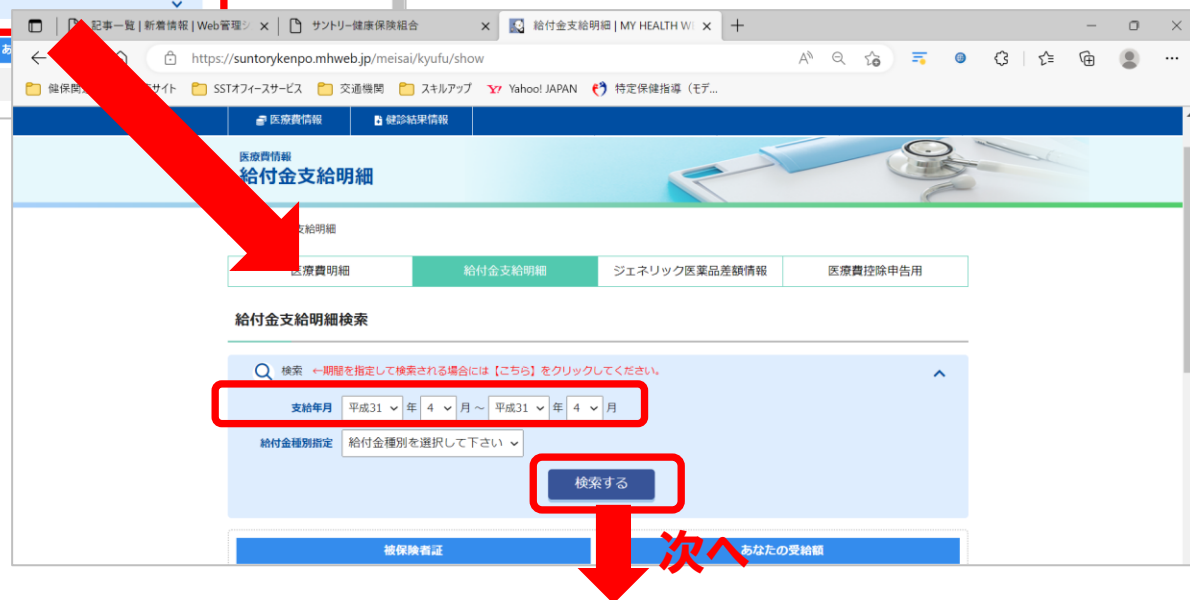 あ
記事一覧 | 新着情報 | Web管理シ
サントリー健康保険組合
給付金支給明細 | MY HEALTH W
https://suntorykenpo.mhweb.jp/meisai/kyufu/show
サイト
SSTオフィースサービス
交通機関
スキルアップ
Yahoo! JAPAN
特定保健指導（モデ...
医療費情報
健診結果情報
医療費情報
給付金支給明細
支給明細
医療費明細
給付金支給明細
ジェネリック医薬品差額情報
医療費控除申告用
給付金支給明細検索
検索 ←期間を指定して検索される場合には【こちら】をクリックしてください。
支給年月 平成31 年 4 月 ～ 平成31 年 4 月
給付金種別指定 給付金種別を選択して下さい
検索する
次へ
被保険者証
あなたの受給額